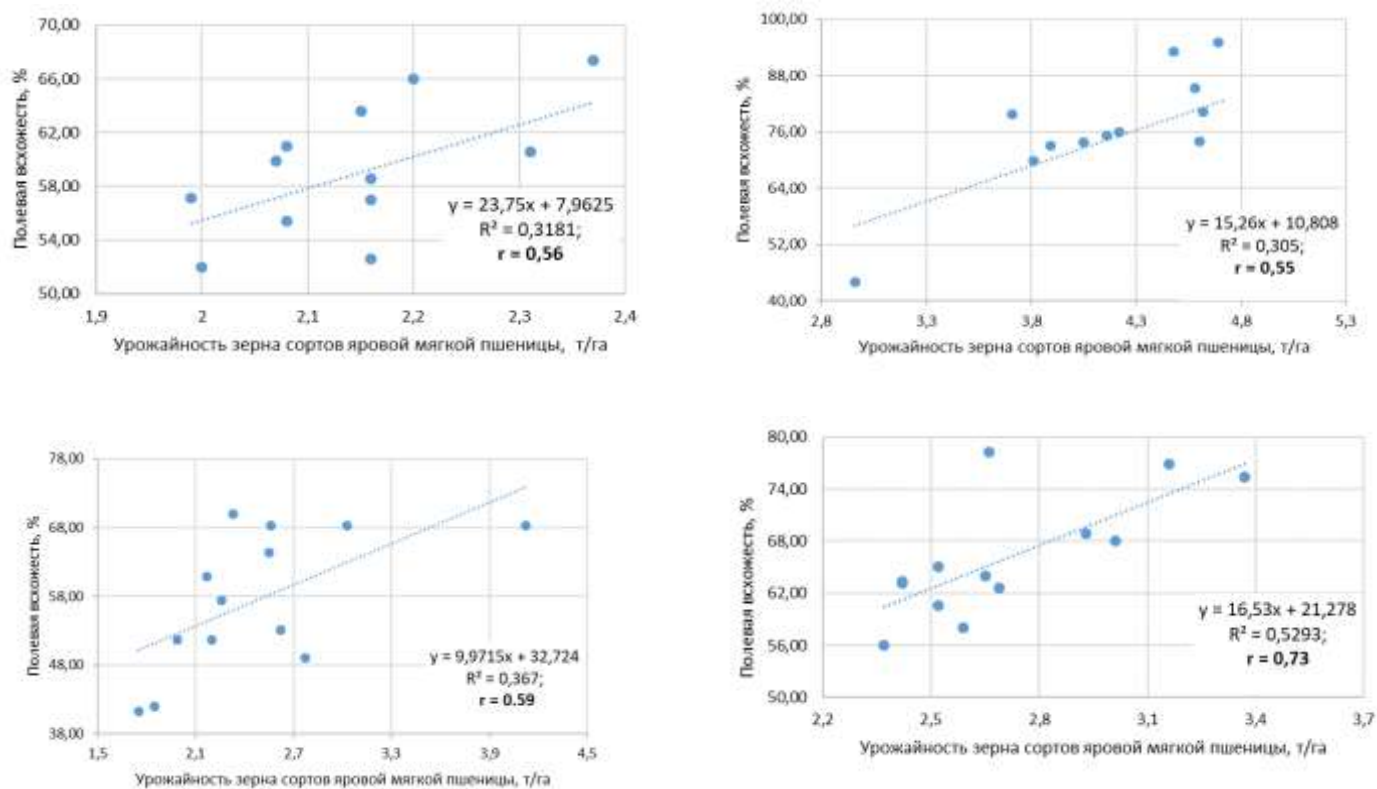 70,00
66,00
62,00
58,00
54,00
50,00
Полевая всхожесть, %
y = 23,75x + 7,9625
R² = 0,3181;
r = 0,56
1,9 2 2,1 2,2 2,3 2,4
Урожайность зерна сортов яровой мягкой пшеницы, т/га
100,00
88,00
76,00
64,00
52,00
40,00
Полевая всхожесть, %
y = 15,26x + 10,808
R² = 0,305;
r = 0,55
2,8 3,3 3,8 4,3 4,8 5,3
Урожайность зерна сортов яровой мягкой пшеницы, т/га
78,00
68,00
58,00
48,00
38,00
Полевая всхожесть, %
y = 9,9715x + 32,724
R² = 0,367;
r = 0.59
1,5 2,1 2,7 3,3 3,9 4,5
Урожайность зерна сортов яровой мягкой пшеницы, т/га
80,00
74,00
68,00
62,00
56,00
50,00
Полевая всхожесть, %
y = 16,53x + 21,278
R² = 0,5293;
r = 0,73
2,2 2,5 2,8 3,1 3,4 3,7
Урожайность зерна сортов яровой мягкой пшеницы, т/га